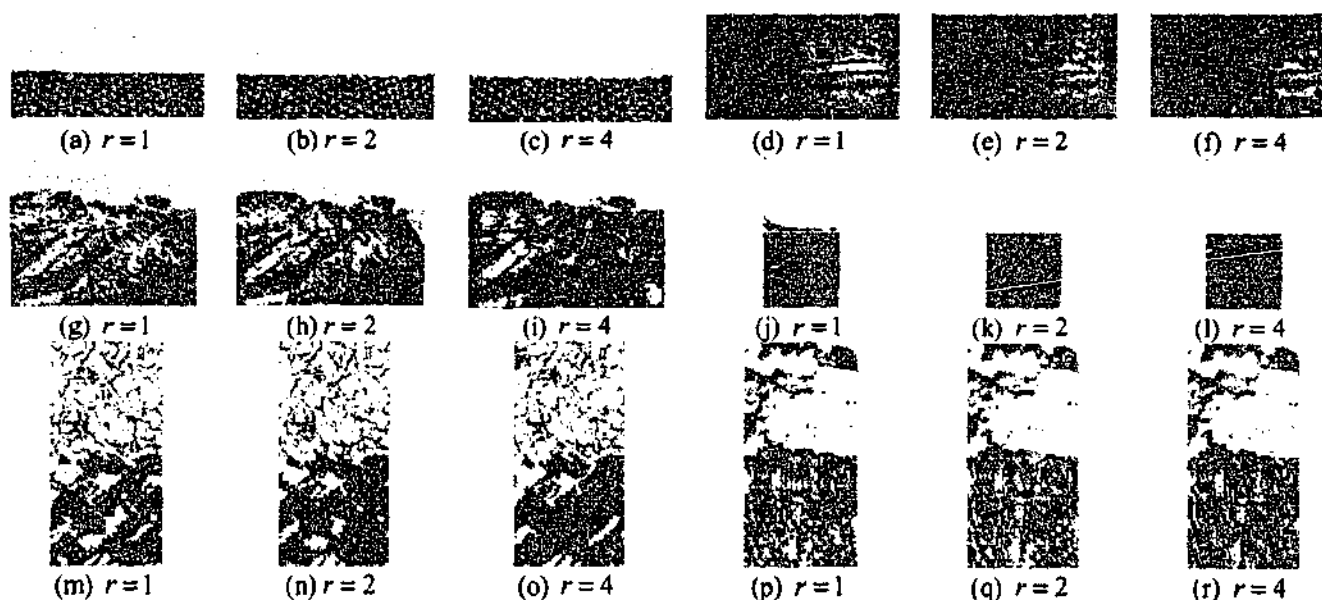 (a) r = 1 (b) r = 2 (c) r = 4 (d) r = 1 (e) r = 2 (f) r = 4
(g) r = 1 (h) r = 2 (i) r = 4 (j) r = 1 (k) r = 2 (l) r = 4
(m) r = 1 (n) r = 2 (o) r = 4 (p) r = 1 (q) r = 2 (r) r = 4